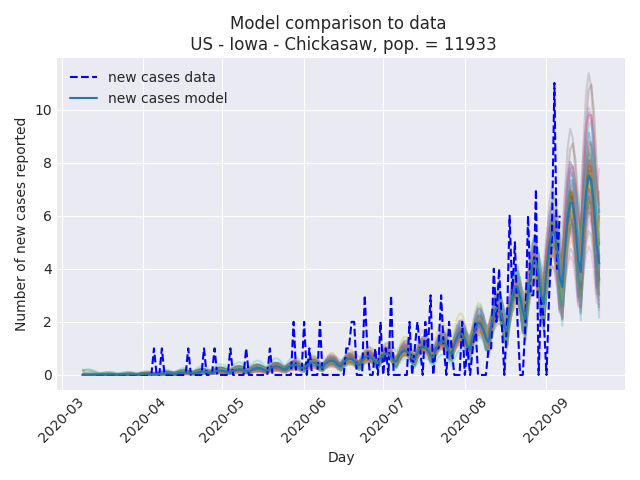 Model comparison to data
US - Iowa - Chickasaw, pop. = 11933
new cases data
new cases model
Number of new cases reported
10
8
6
4
2
0
2020-03
2020-04
2020-05
2020-06
2020-07
2020-08
2020-09
Day